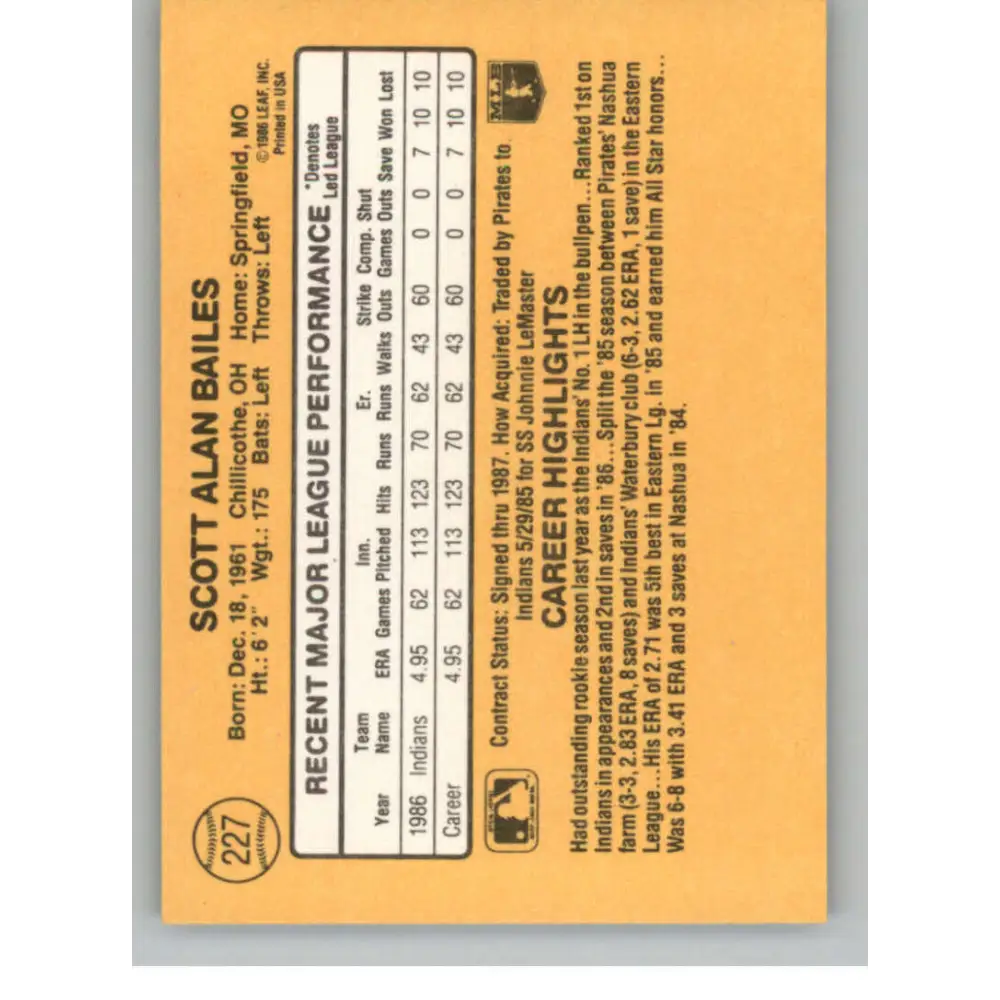 227
SCOTT ALAN BAILES
Born: Dec. 18, 1961 Chillicothe, OH Home: Springfield, MO
Ht.: 6'2" Wgt.: 175 Bats: Left Throws: Left
©1986 LEAF, INC.
Printed in USA
RECENT MAJOR LEAGUE PERFORMANCE
*Denotes
Led League
Team Inn. Er. Strike Comp. Shut
Year Name ERA Games Pitched Hits Runs Runs Walks Outs Games Outs Save Won Lost
1986 Indians 4.95 62 113 123 70 62 43 60 0 0 7 10 10
Career 4.95 62 113 123 70 62 43 60 0 0 7 10 10
Contract Status: Signed thru 1987. How Acquired: Traded by Pirates to
Indians 5/29/85 for SS Johnnie LeMaster
MLB
CAREER HIGHLIGHTS
Had outstanding rookie season last year as the Indians' No. 1 LH in the bullpen...Ranked 1st on
Indians in appearances and 2nd in saves in '86...Split the '85 season between Pirates' Nashua
farm (3-3, 2.83 ERA, 8 saves) and Indians' Waterbury club (6-3, 2.62 ERA, 1 save) in the Eastern
League...His ERA of 2.71 was 5th best in Eastern Lg. in '85 and earned him All Star honors...
Was 6-8 with 3.41 ERA and 3 saves at Nashua in '84.